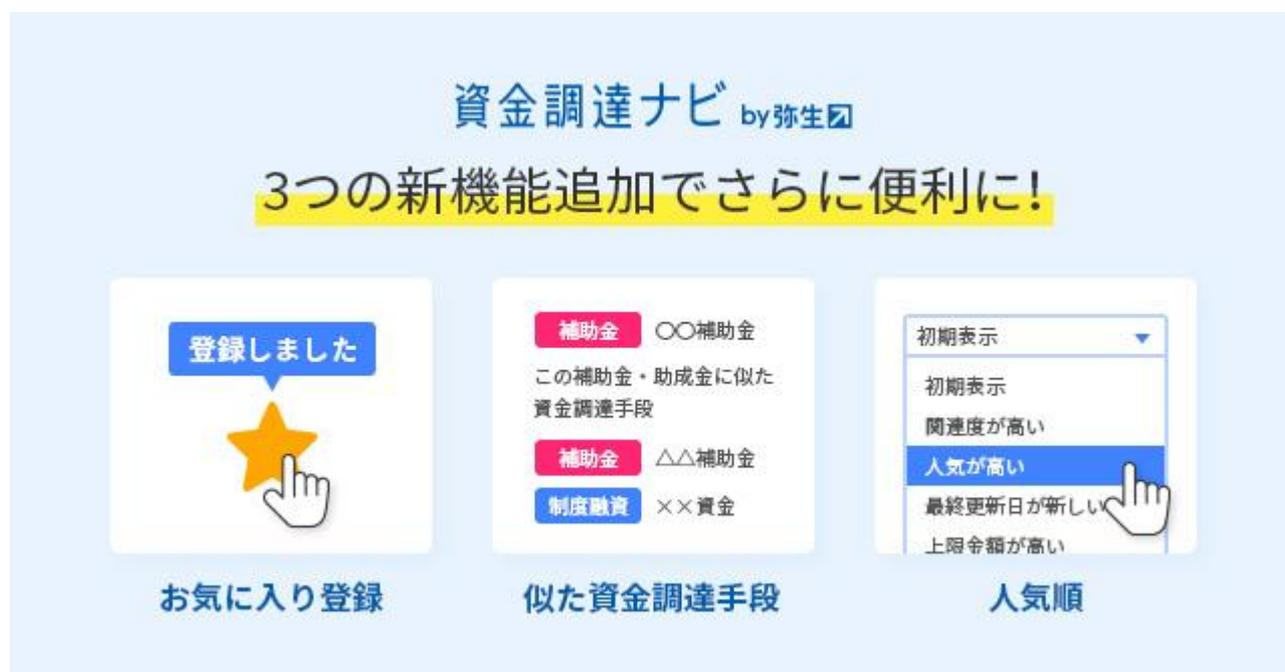 資金調達ナビ by 弥生
3つの新機能追加でさらに便利に!
登録しました
お気に入り登録
補助金 〇〇補助金
この補助金・助成金に似た
資金調達手段
補助金 △△補助金
制度融資 ××資金
似た資金調達手段
初期表示
初期表示
関連度が高い
人気が高い
最終更新日が新しい
上限金額が高い
人気順